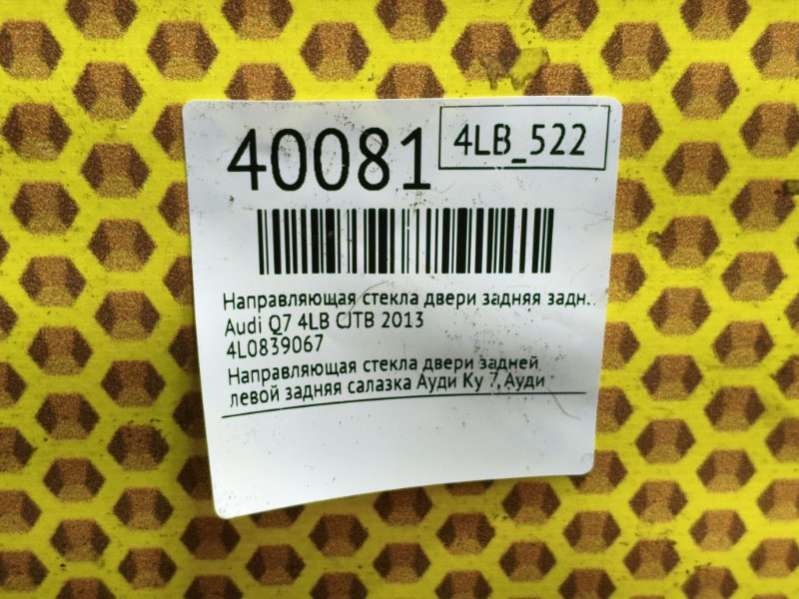 40081
4LB_522
Направляющая стекла двери задняя задн..
Audi Q7 4LB CJTB 2013
4L0839067
Направляющая стекла двери задней
левой задняя салазка Ауди Ку 7, Ауди